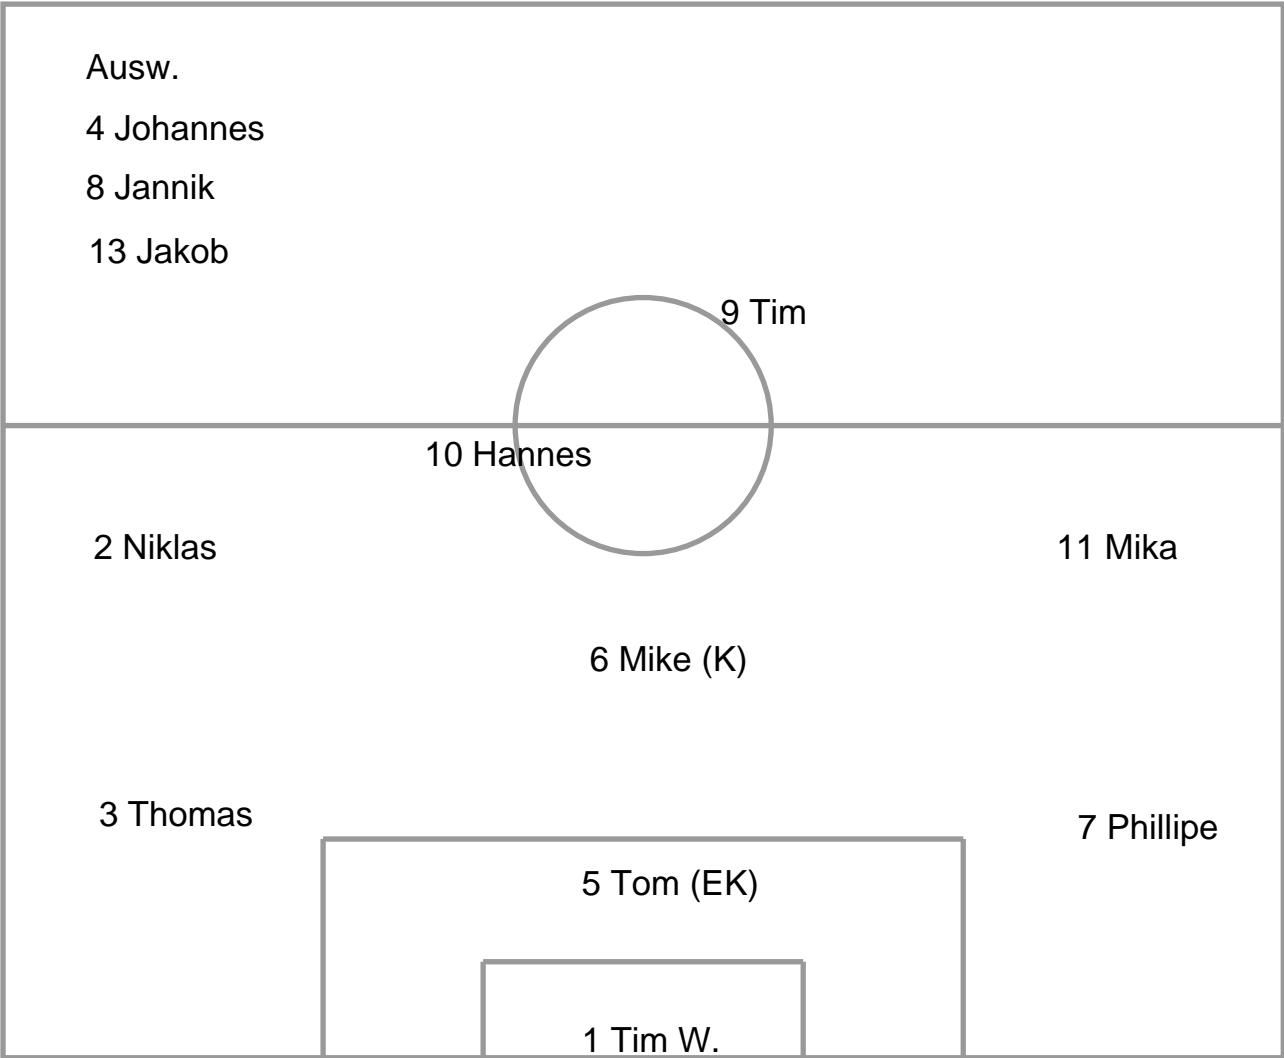 Ausw.
4 Johannes
8 Jannik
13 Jakob
9 Tim
10 Hannes
2 Niklas
11 Mika
6 Mike (K)
3 Thomas
7 Phillipe
5 Tom (EK)
1 Tim W.